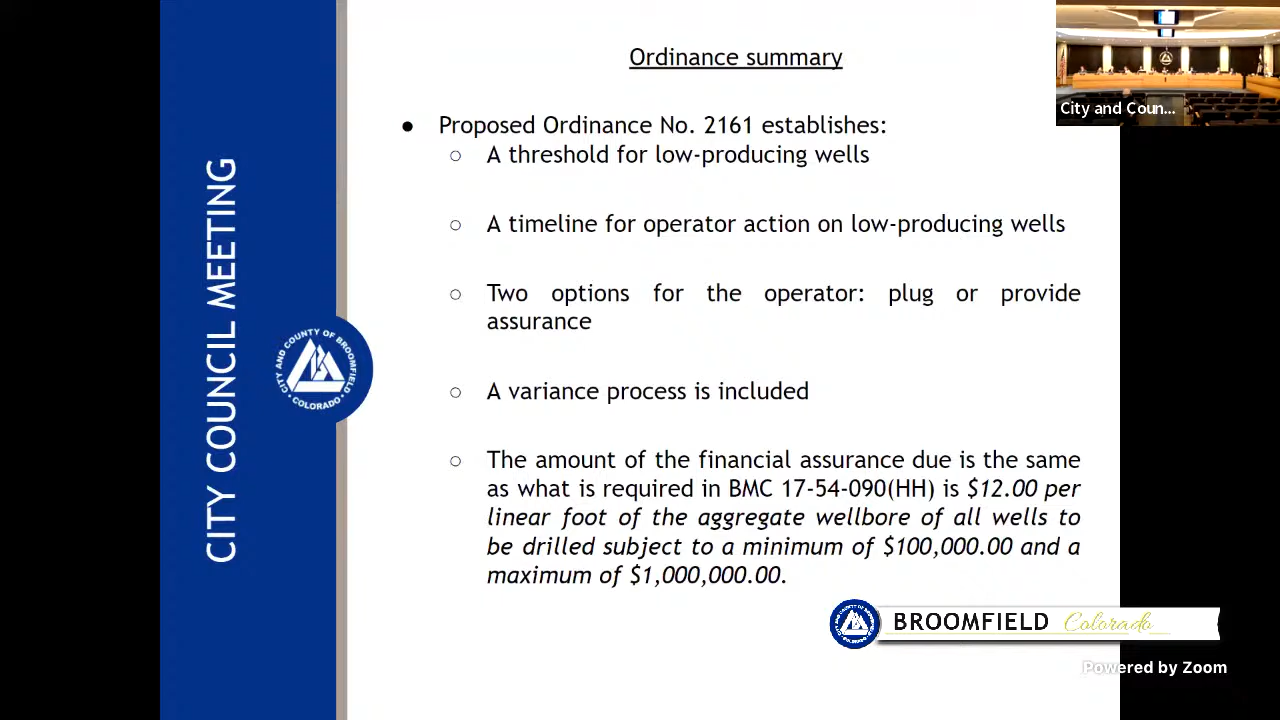 CITY COUNCIL MEETING
CITY AND COUNTY OF BROOMFIELD
• COLORADO •
Ordinance summary
● Proposed Ordinance No. 2161 establishes:
○ A threshold for low-producing wells
○ A timeline for operator action on low-producing wells
○ Two options for the operator: plug or provide
assurance
○ A variance process is included
○ The amount of the financial assurance due is the same
as what is required in BMC 17-54-090(HH) is $12.00 per
linear foot of the aggregate wellbore of all wells to
be drilled subject to a minimum of $100,000.00 and a
maximum of $1,000,000.00.
City and Coun...
BROOMFIELD Colorado
Powered by Zoom